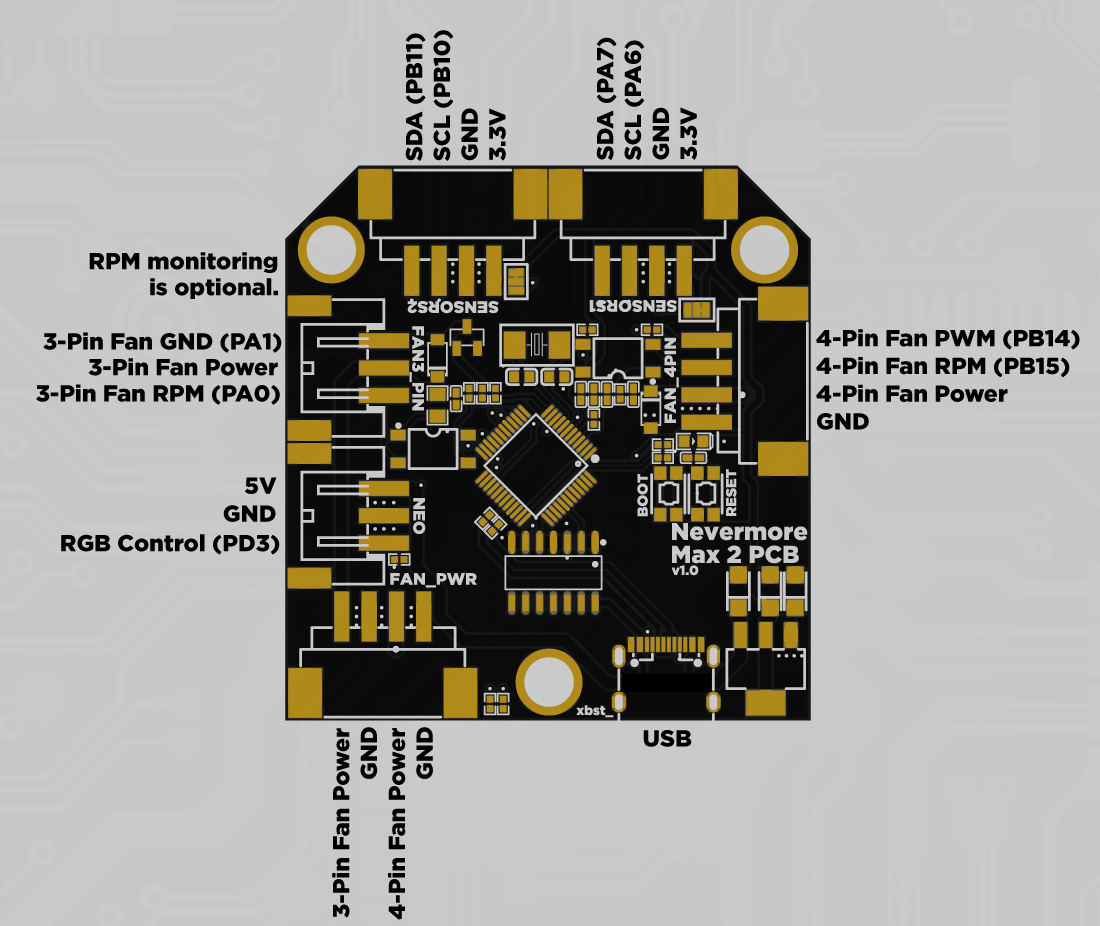 SDA (PB11)
SCL (PB10)
GND
3.3V
SDA (PA7)
SCL (PA6)
GND
3.3V
RPM monitoring
is optional.
SENSORS2
SENSORS1
3-Pin Fan GND (PA1)
3-Pin Fan Power
3-Pin Fan RPM (PA0)
FAN3_PIN
FAN_4PIN
4-Pin Fan PWM (PB14)
4-Pin Fan RPM (PB15)
4-Pin Fan Power
GND
5V
GND
RGB Control (PD3)
NEO
BOOT
RESET
Nevermore
Max 2 PCB
v1.0
FAN_PWR
xbst_
USB
3-Pin Fan Power
GND
4-Pin Fan Power
GND